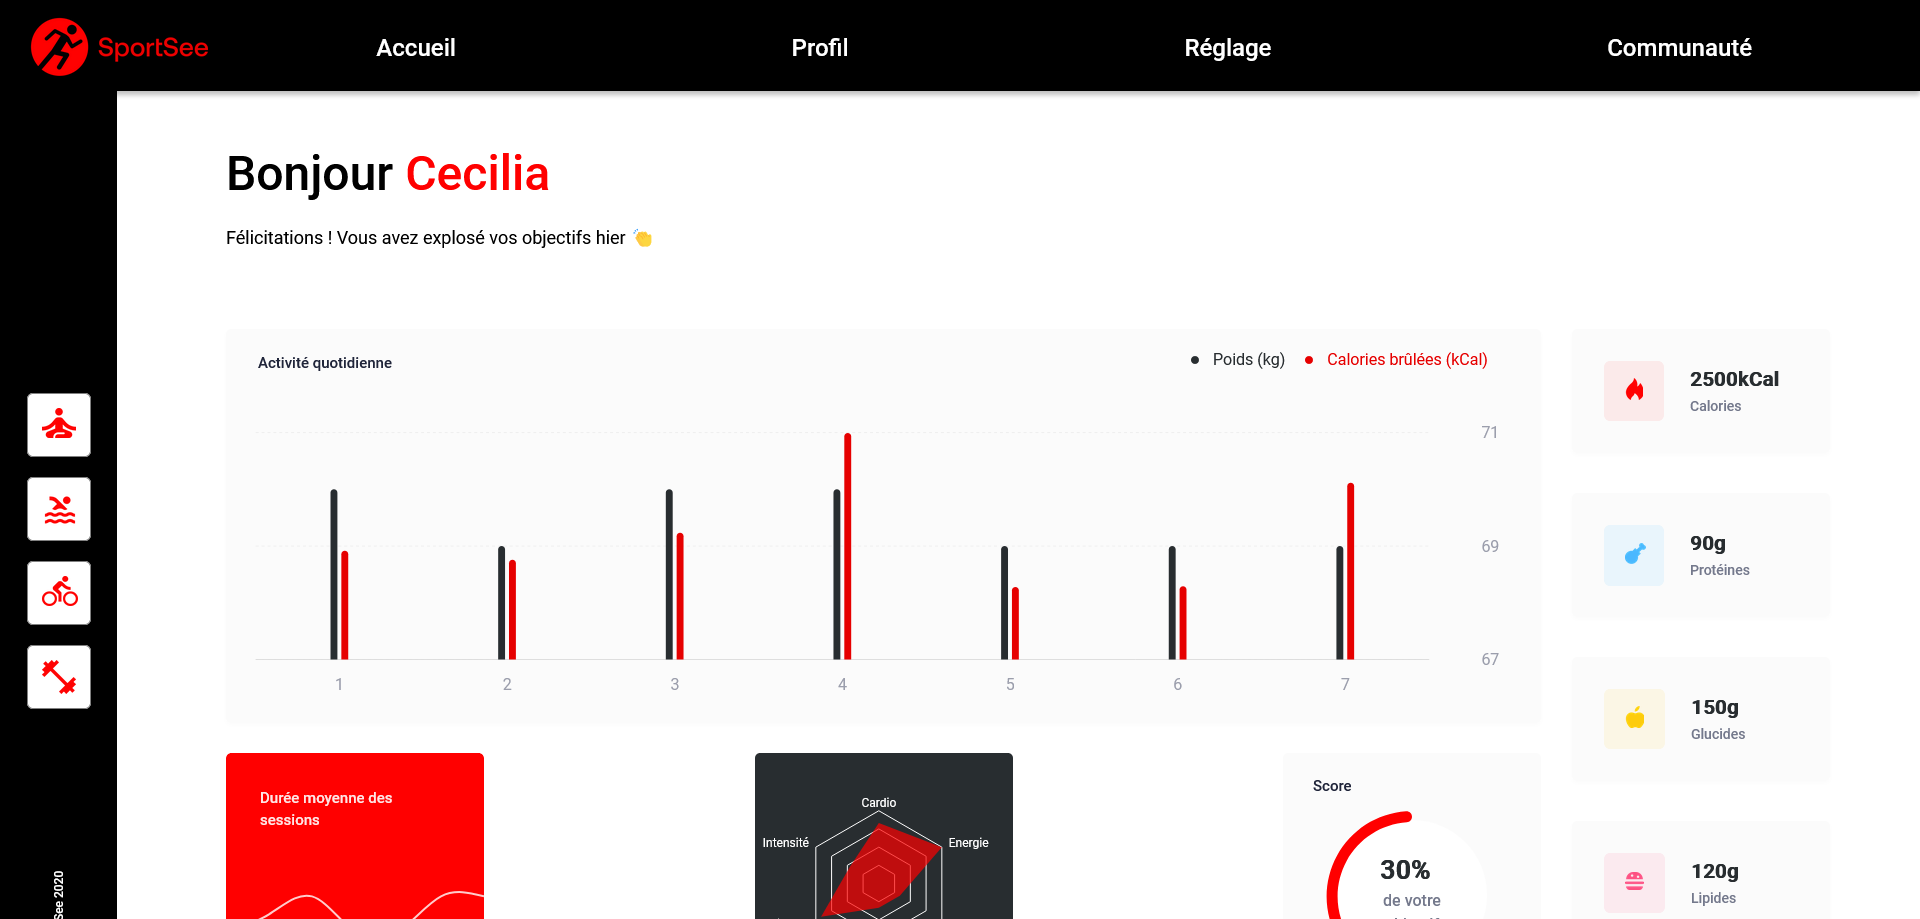 SportSee
Accueil
Profil
Réglage
Communauté
Bonjour Cecilia
Félicitations ! Vous avez explosé vos objectifs hier 👏
Activité quotidienne
Poids (kg)
Calories brûlées (kCal)
71
69
67
1
2
3
4
5
6
7
2500kCal
Calories
90g
Protéines
150g
Glucides
120g
Lipides
Durée moyenne des
sessions
Cardio
Intensité
Energie
Score
30%
de votre
See 2020